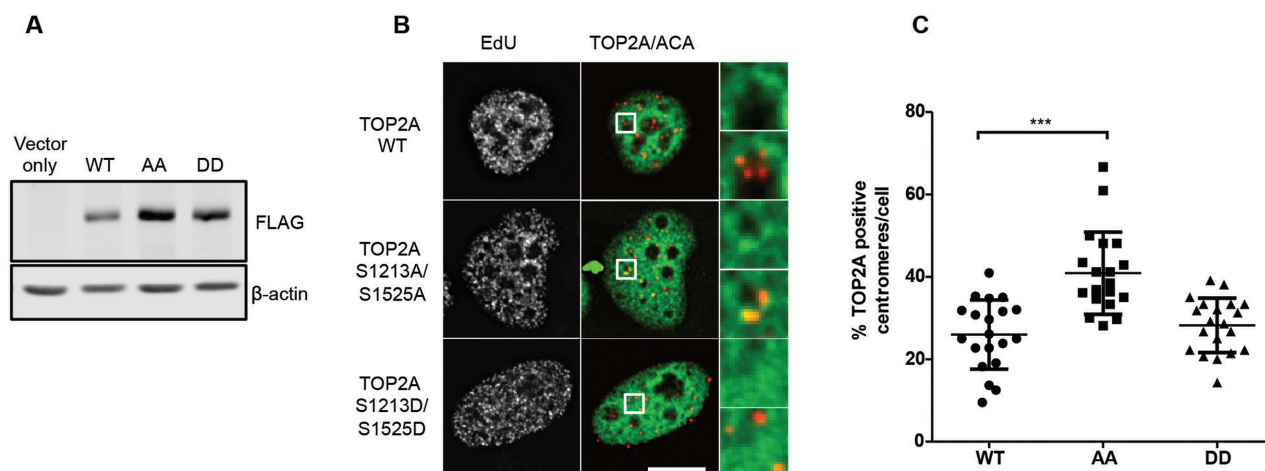 A
Vector
only
WT
AA
DD
FLAG
β-actin
B
EdU
TOP2A/ACA
TOP2A
WT
TOP2A
S1213A/
S1525A
TOP2A
S1213D/
S1525D
C
% TOP2A positive
centromeres/cell
80
60
40
20
0
***
WT
AA
DD